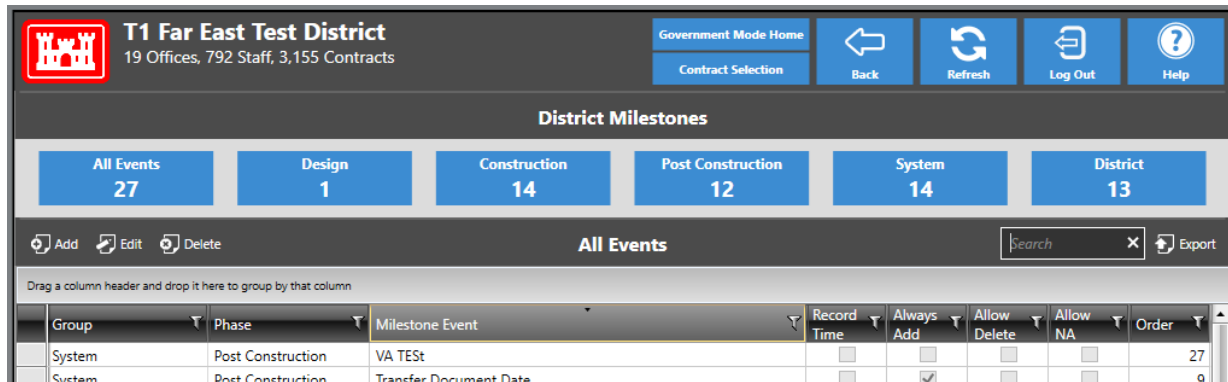 T1 Far East Test District
19 Offices, 792 Staff, 3,155 Contracts
Government Mode Home
Contract Selection
Back
Refresh
Log Out
Help
District Milestones
All Events
27
Design
1
Construction
14
Post Construction
12
System
14
District
13
Add Edit Delete
All Events
Search
Export
Drag a column header and drop it here to group by that column
Group Phase Milestone Event Record Time Always Add Allow Delete Allow NA Order
System Post Construction VA TESt 27
System Post Construction Transfer Document Date 9